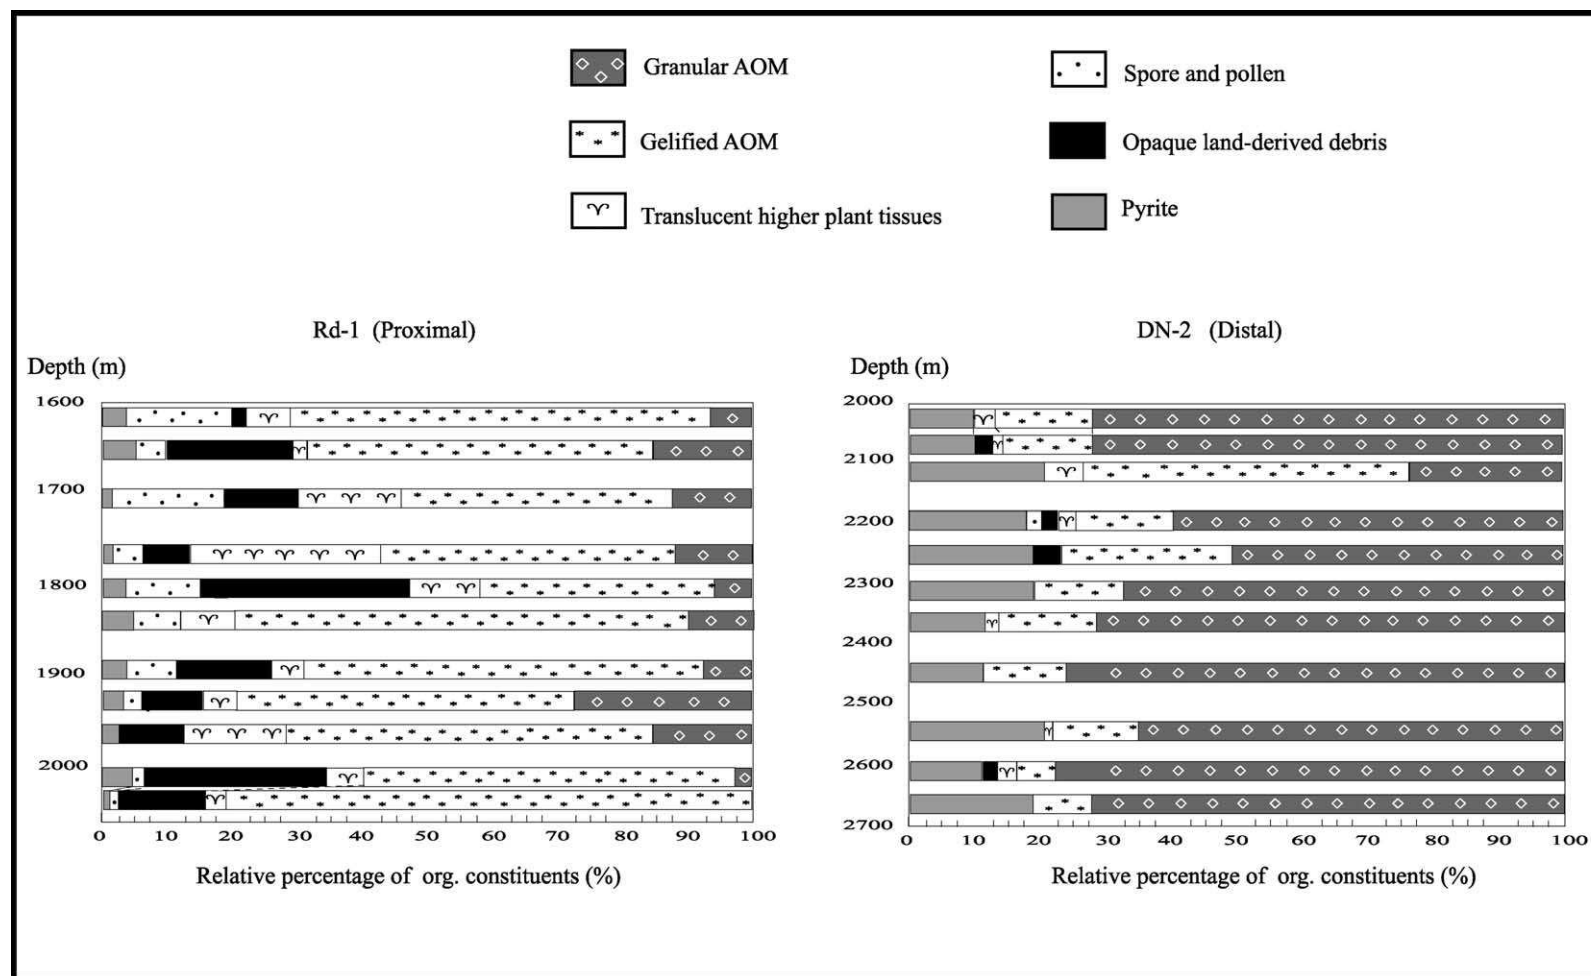 Granular AOM
Spore and pollen
Gelified AOM
Opaque land-derived debris
Translucent higher plant tissues
Pyrite
Rd-1 (Proximal)
DN-2 (Distal)
Depth (m)
1600
1700
1800
1900
2000
0 10 20 30 40 50 60 70 80 90 100
Relative percentage of org. constituents (%)
Depth (m)
2000
2100
2200
2300
2400
2500
2600
2700
0 10 20 30 40 50 60 70 80 90 100
Relative percentage of org. constituents (%)